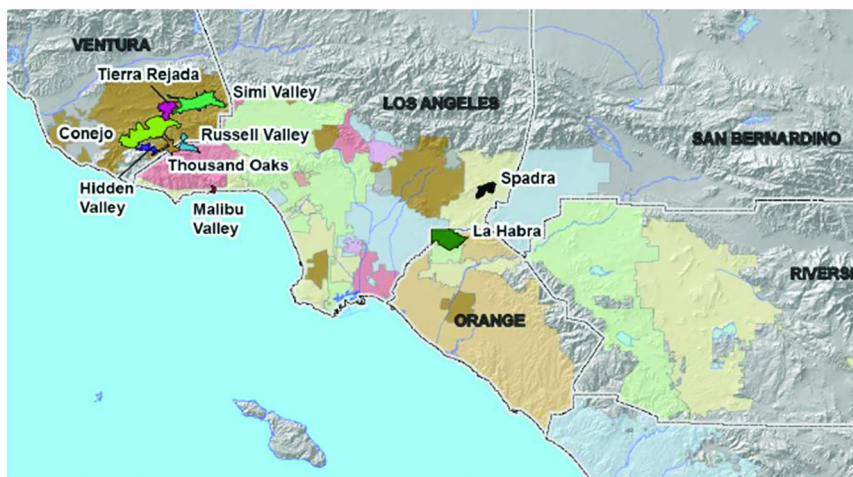 VENTURA
Tierra Rejada
Simi Valley
LOS ANGELES
Conejo
Russell Valley
SAN BERNARDINO
Thousand Oaks
Hidden
Valley
Spadra
Malibu
Valley
La Habra
RIVERSI
ORANGE